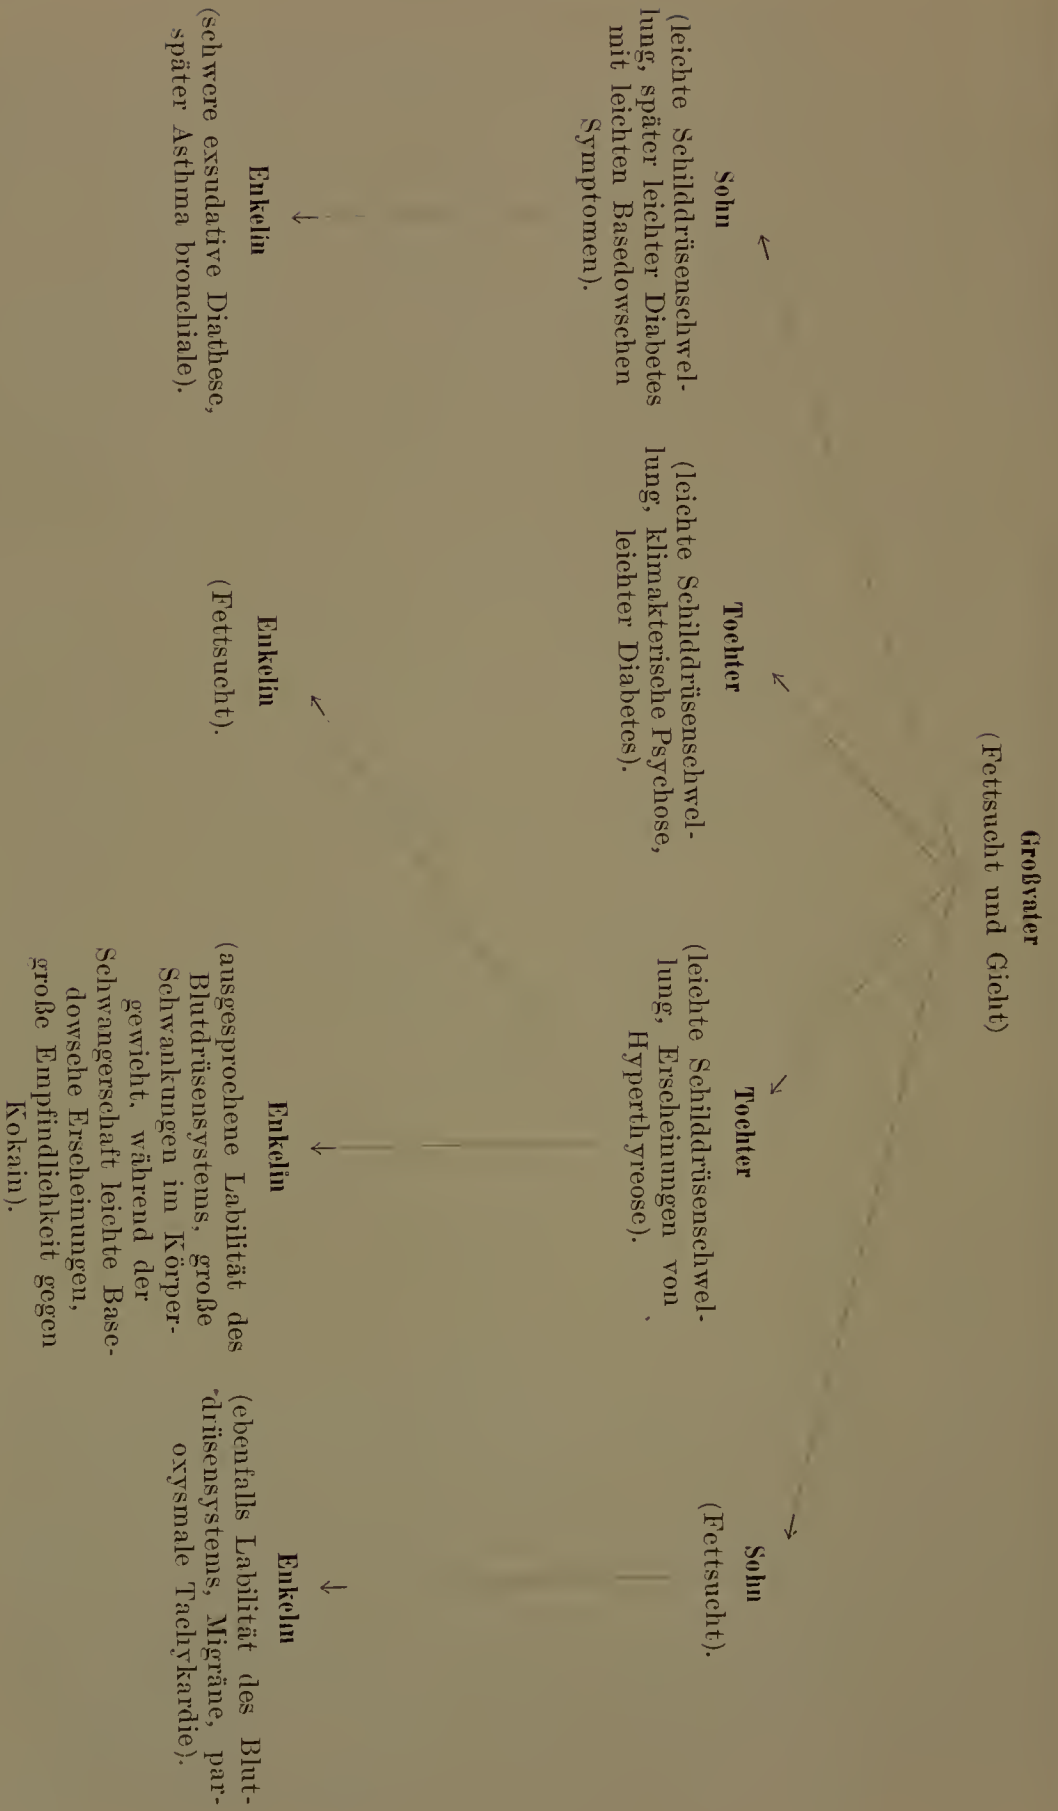 Großvater
(Fettsucht und Gicht)
Sohn
(leichte Schilddrüsenschwel-
lung, später leichter Diabetes
mit leichten Basedowschen
Symptomen).
Tochter
(leichte Schilddrüsenschwel-
lung, klimakterische Psychose,
leichter Diabetes).
Tochter
(leichte Schilddrüsenschwel-
lung, Erscheinungen von
Hyperthyreose).
Sohn
(Fettsucht).
Enkelin
(schwere exsudative Diathese,
später Asthma bronchiale).
Enkelin
(Fettsucht).
Enkelin
(ausgesprochene Labilität des
Blutdrüsensystems, große
Schwankungen im Körper-
gewicht, während der
Schwangerschaft leichte Base-
dowsche Erscheinungen,
große Empfindlichkeit gegen
Kokain).
Enkelin
(ebenfalls Labilität des Blut-
drüsensystems, Migräne, par-
oxysmale Tachykardie).